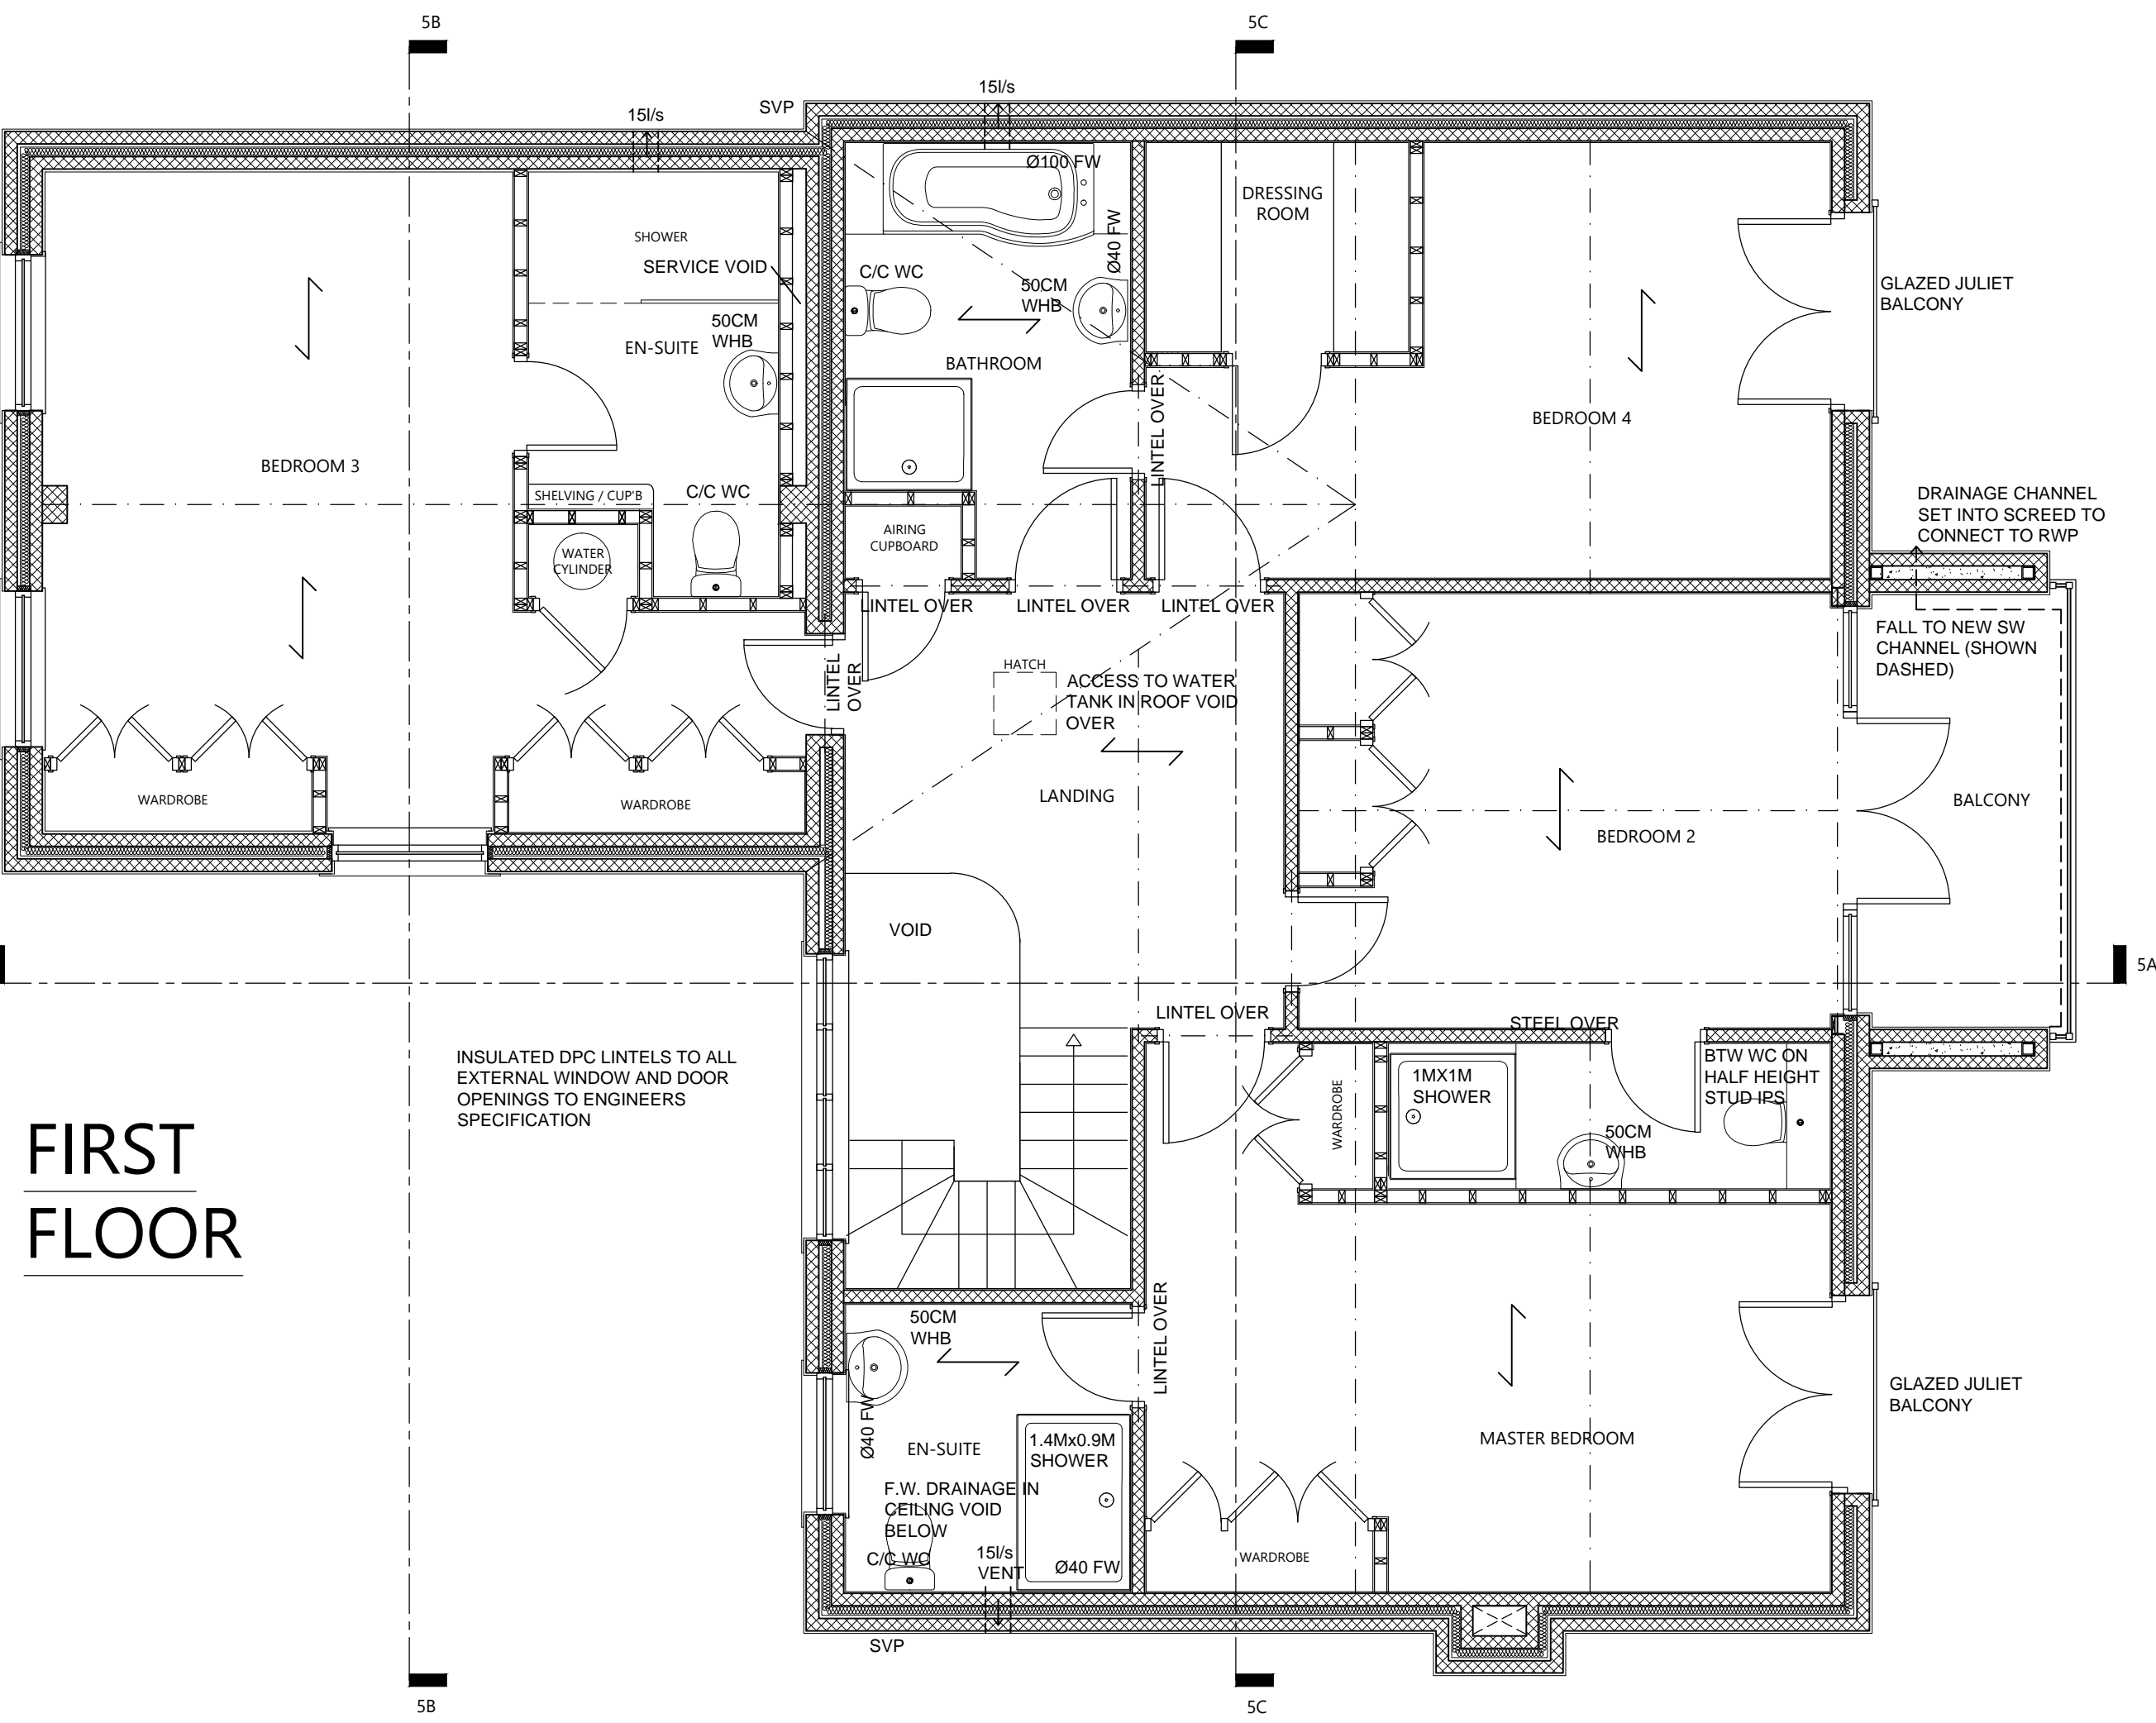 5B
5C
15l/s
SVP
15l/s
Ø100 FW
DRESSING
ROOM
SHOWER
SERVICE VOID
C/C WC
Ø40 FW
50CM
WHB
GLAZED JULIET
BALCONY
50CM
WHB
EN-SUITE
BATHROOM
LINTEL OVER
BEDROOM 4
BEDROOM 3
SHELVING / CUP'B
C/C WC
DRAINAGE CHANNEL
SET INTO SCREED TO
CONNECT TO RWP
AIRING
CUPBOARD
WATER
CYLINDER
LINTEL OVER
LINTEL OVER
LINTEL OVER
FALL TO NEW SW
CHANNEL (SHOWN
DASHED)
LINTEL
OVER
HATCH
ACCESS TO WATER
TANK IN ROOF VOID
OVER
WARDROBE
WARDROBE
LANDING
BALCONY
BEDROOM 2
VOID
5A
LINTEL OVER
STEEL OVER
INSULATED DPC LINTELS TO ALL
EXTERNAL WINDOW AND DOOR
OPENINGS TO ENGINEERS
SPECIFICATION
WARDROBE
1MX1M
SHOWER
BTW WC ON
HALF HEIGHT
STUD IPS
50CM
WHB
FIRST
FLOOR
50CM
WHB
LINTEL OVER
Ø40 FW
EN-SUITE
1.4Mx0.9M
SHOWER
MASTER BEDROOM
GLAZED JULIET
BALCONY
F.W. DRAINAGE IN
CEILING VOID
BELOW
C/C WC
15l/s
VENT
Ø40 FW
WARDROBE
SVP
5B
5C